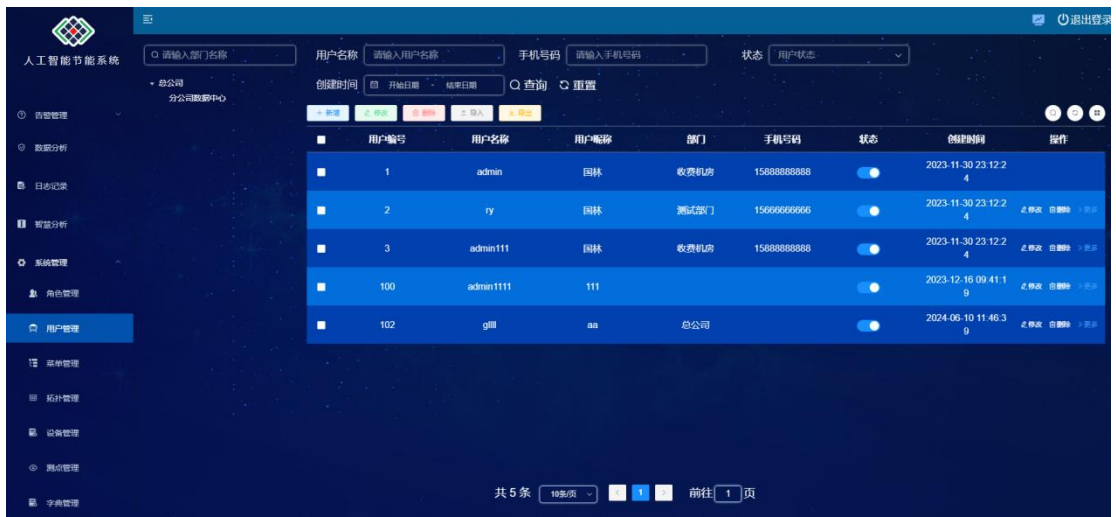 退出登录
人工智能节能系统
请输入部门名称
用户名称 请输入用户名称 手机号码 请输入手机号码 状态 用户状态
总公司
分公司数据中心
创建时间 开始日期 - 结束日期 查询 重置
+ 新增 修改 删除 导入 导出
告警管理
数据分析
日志记录
智慧分析
系统管理
角色管理
用户管理
菜单管理
拓扑管理
设备管理
测点管理
字典管理
用户编号 用户名称 用户昵称 部门 手机号码 状态 创建时间 操作
1 admin 国林 收费机房 15888888888 2023-11-30 23:12:2
4
2 ry 国林 测试部门 15666666666 2023-11-30 23:12:2
4 修改 删除 > 更多
3 admin111 国林 收费机房 15888888888 2023-11-30 23:12:2
4 修改 删除 > 更多
100 admin1111 111 2023-12-16 09:41:1
9 修改 删除 > 更多
102 gllll aa 总公司 2024-06-10 11:46:3
9 修改 删除 > 更多
共 5 条 10条/页 < 1 > 前往 1 页